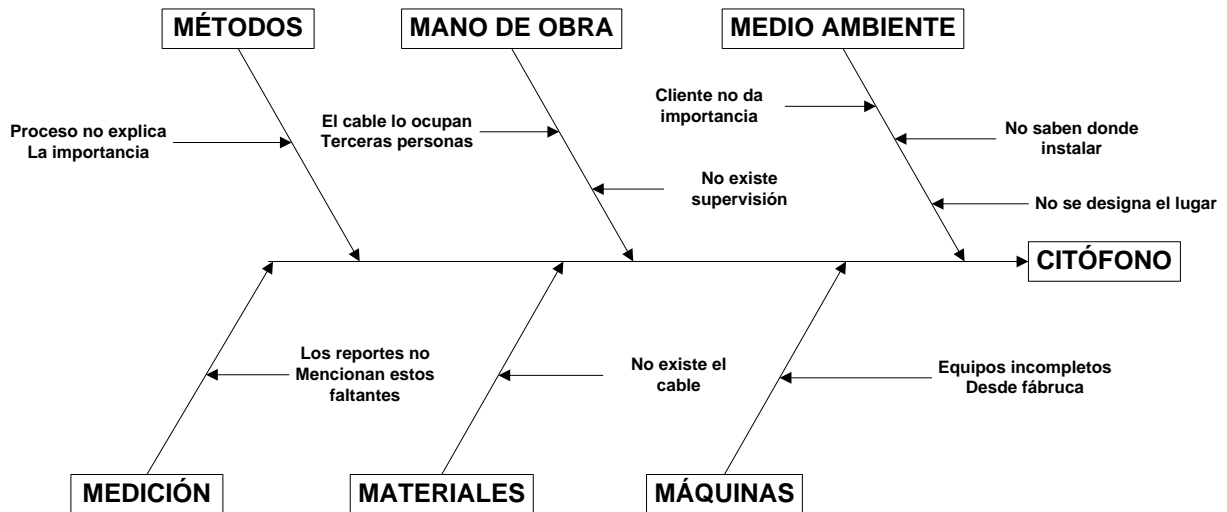 MÉTODOS
MANO DE OBRA
MEDIO AMBIENTE
Proceso no explica
La importancia
El cable lo ocupan
Terceras personas
No existe
supervisión
Cliente no da
importancia
No saben donde
instalar
No se designa el lugar
CITÓFONO
Los reportes no
Mencionan estos
faltantes
No existe el
cable
Equipos incompletos
Desde fábruca
MEDICIÓN
MATERIALES
MÁQUINAS